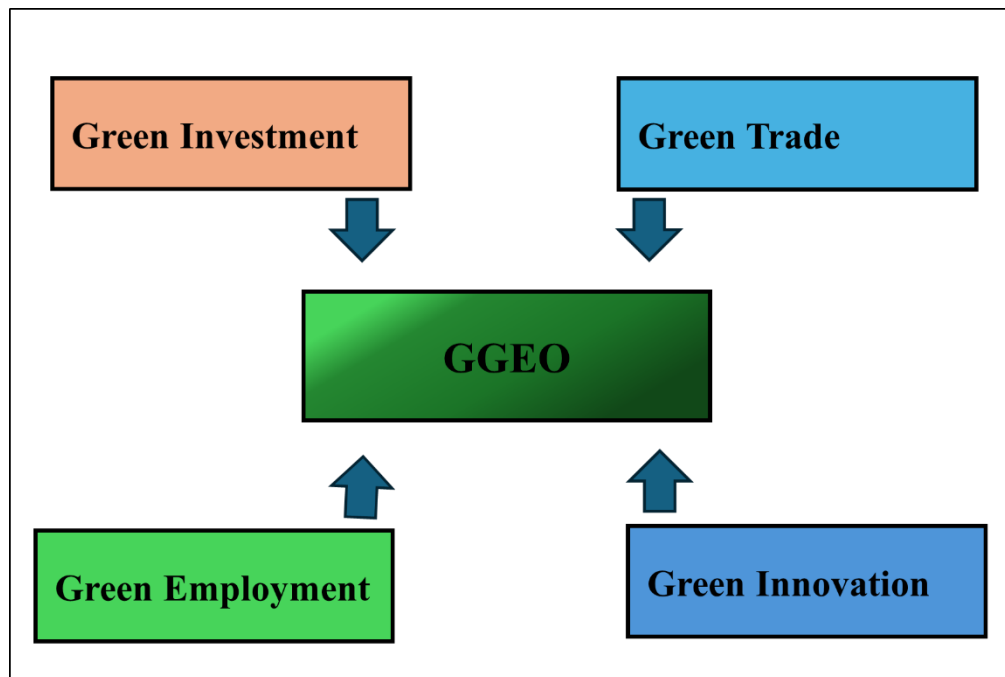 Green Investment
Green Trade
GGEO
Green Employment
Green Innovation